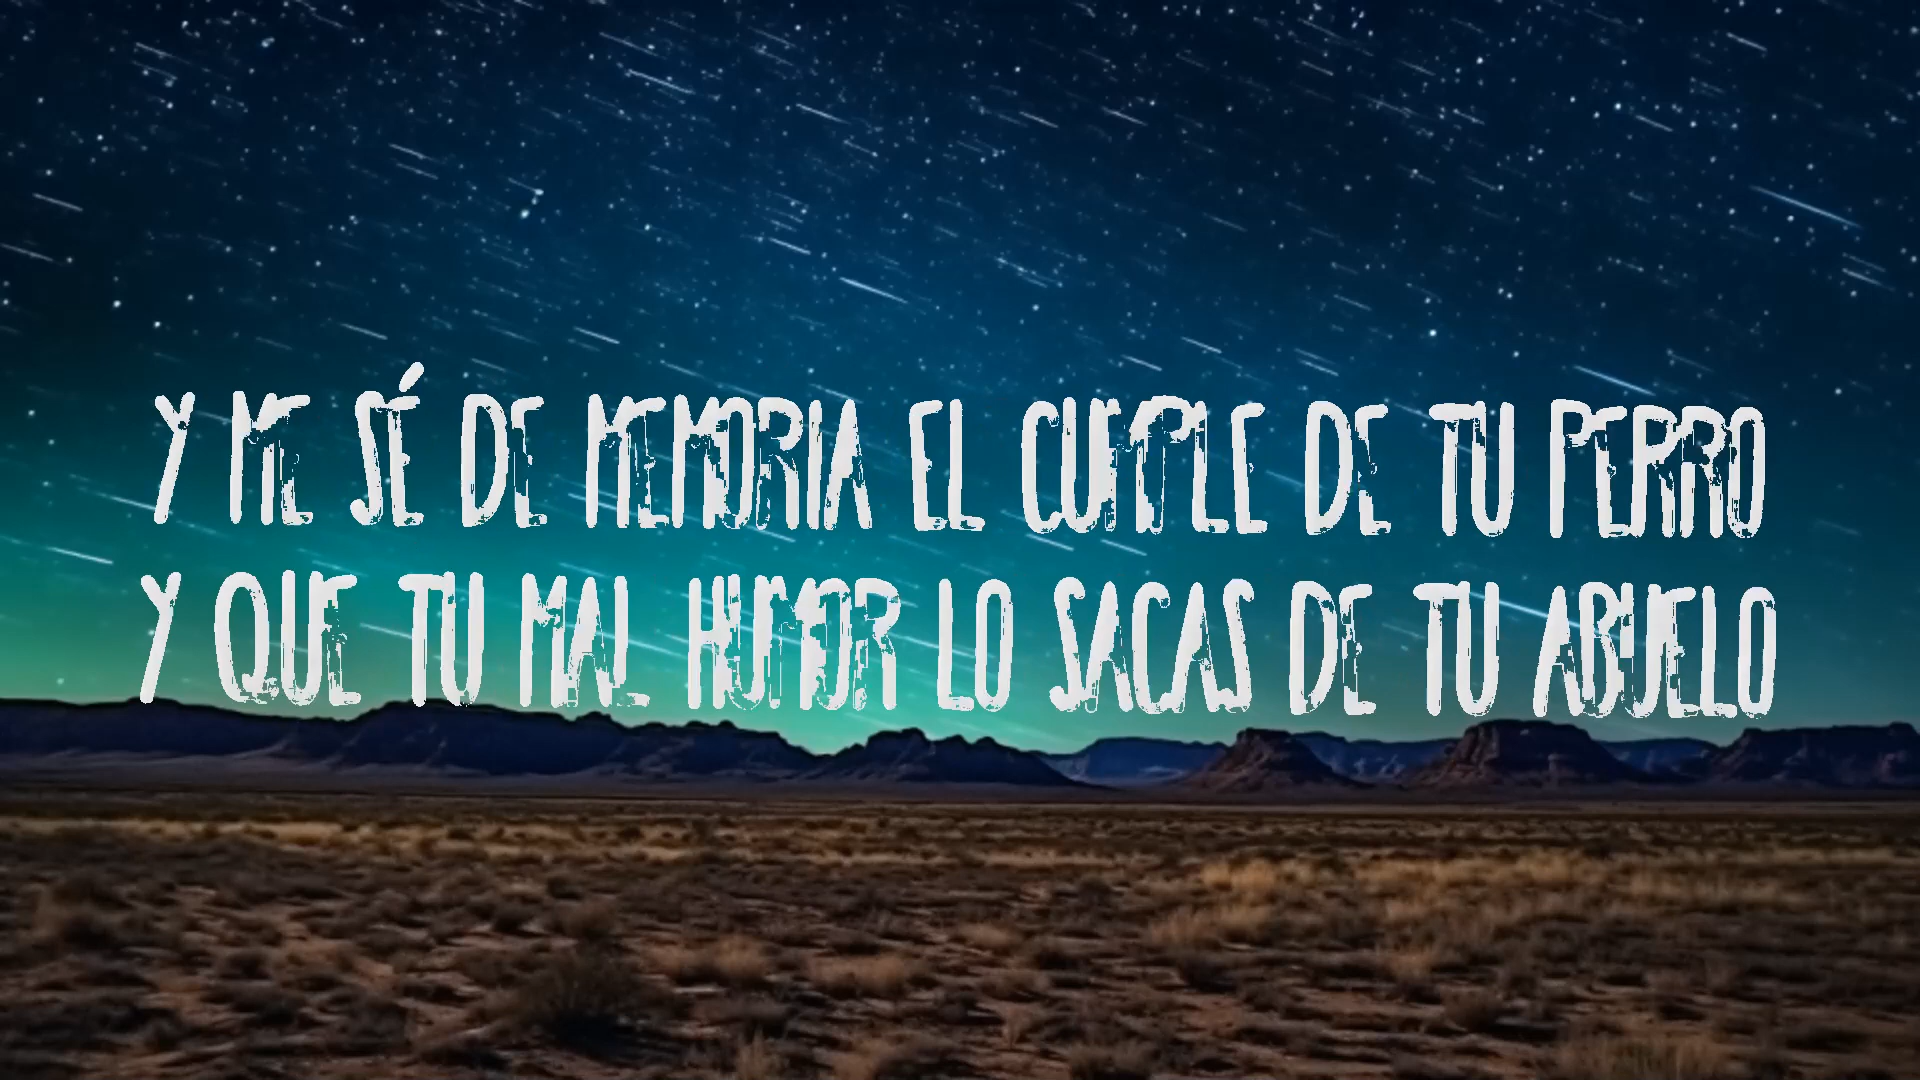 Y ME SÉ DE MEMORIA EL CUMPLE DE TU PERRO
Y QUE TU MAL HUMOR LO SACAS DE TU ABUELO